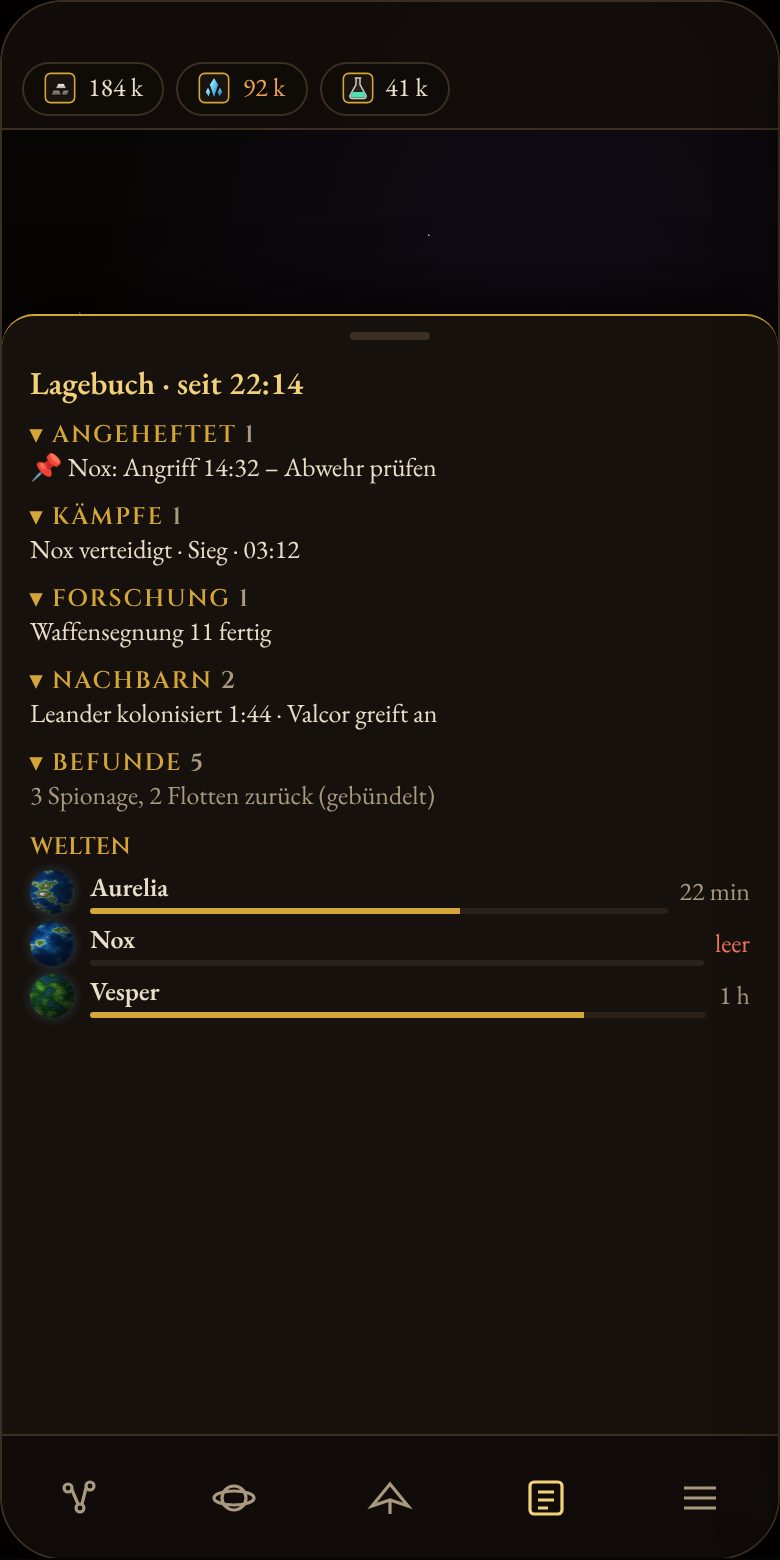 184 k 92 k 41 k
Lagebuch · seit 22:14
▾ ANGEHEFTET 1
📌 Nox: Angriff 14:32 – Abwehr prüfen
▾ KÄMPFE 1
Nox verteidigt · Sieg · 03:12
▾ FORSCHUNG 1
Waffensegnung 11 fertig
▾ NACHBARN 2
Leander kolonisiert 1:44 · Valcor greift an
▾ BEFUNDE 5
3 Spionage, 2 Flotten zurück (gebündelt)
WELTEN
Aurelia 22 min
Nox leer
Vesper 1 h